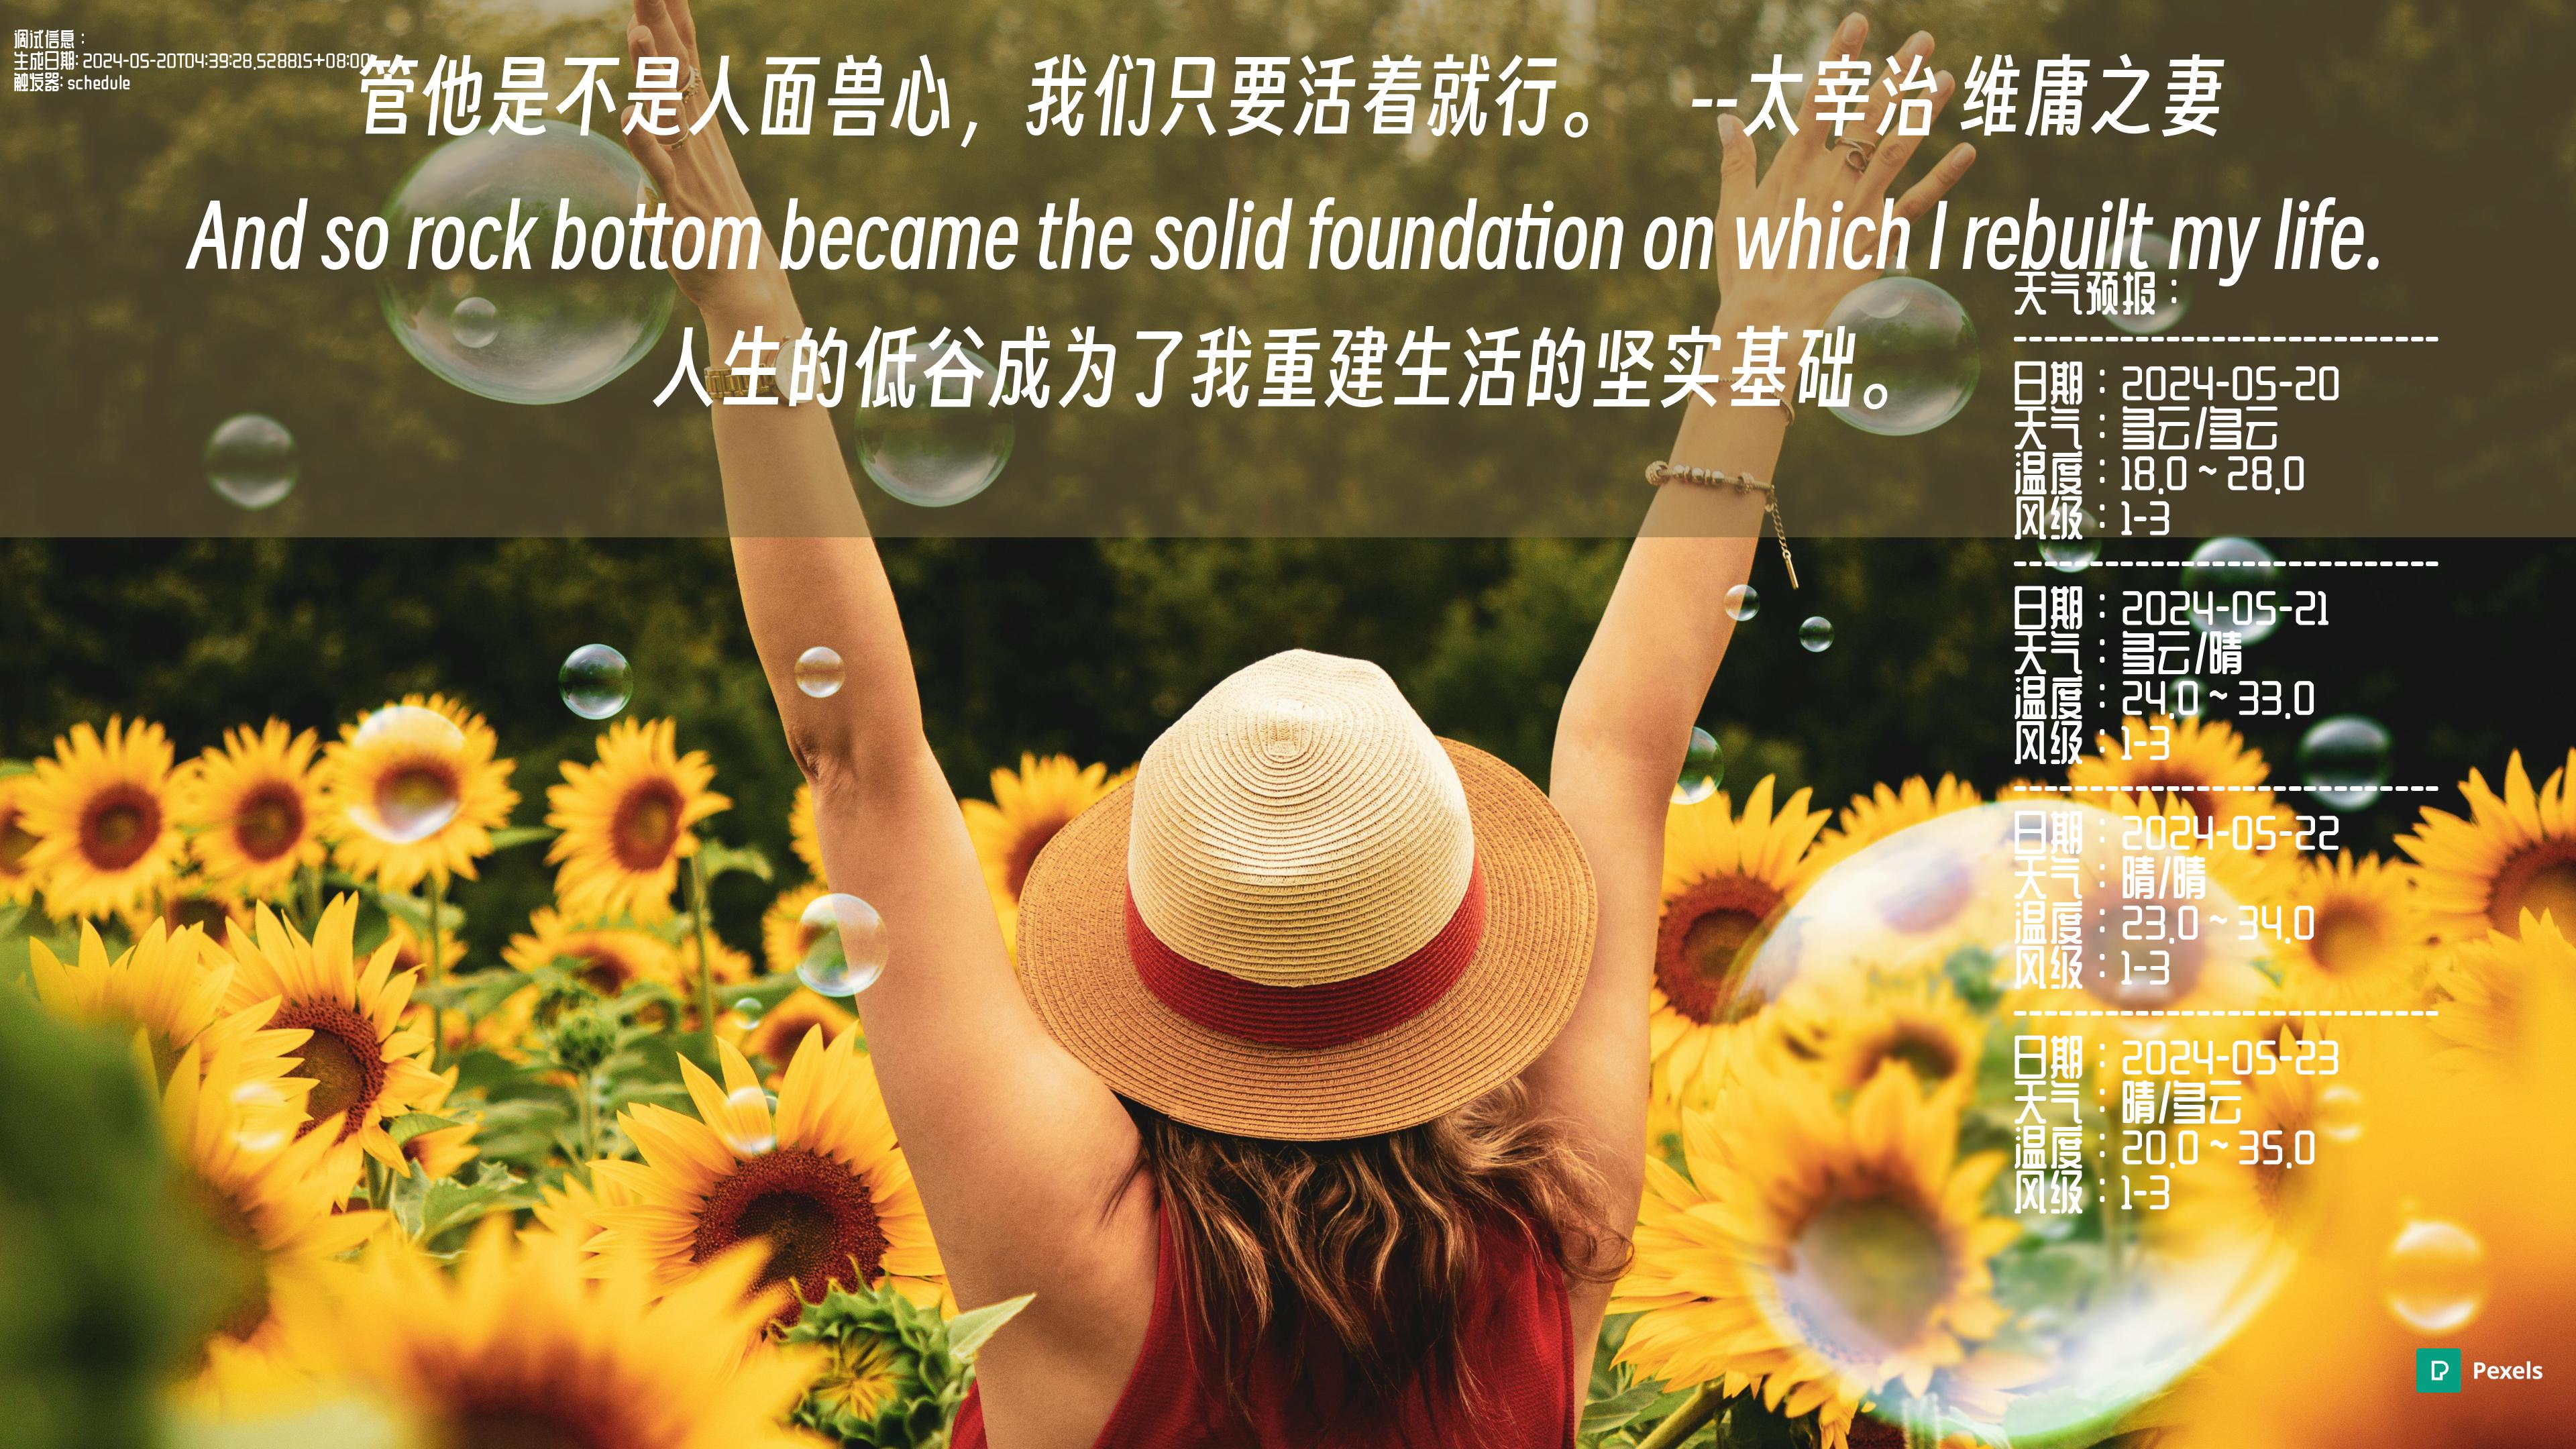 调试信息：
生成日期: 2024-05-20T04:39:28.528815+08:00
触发器: schedule
管他是不是人面兽心，我们只要活着就行。 --太宰治 维庸之妻
And so rock bottom became the solid foundation on which I rebuilt my life.
人生的低谷成为了我重建生活的坚实基础。
天气预报：
------------------------------
日期：2024-05-20
天气：多云/多云
温度：18.0 ~ 28.0
风级：1-3
------------------------------
日期：2024-05-21
天气：多云/晴
温度：24.0 ~ 33.0
风级：1-3
------------------------------
日期：2024-05-22
天气：晴/晴
温度：23.0 ~ 34.0
风级：1-3
------------------------------
日期：2024-05-23
天气：晴/多云
温度：20.0 ~ 35.0
风级：1-3
Pexels